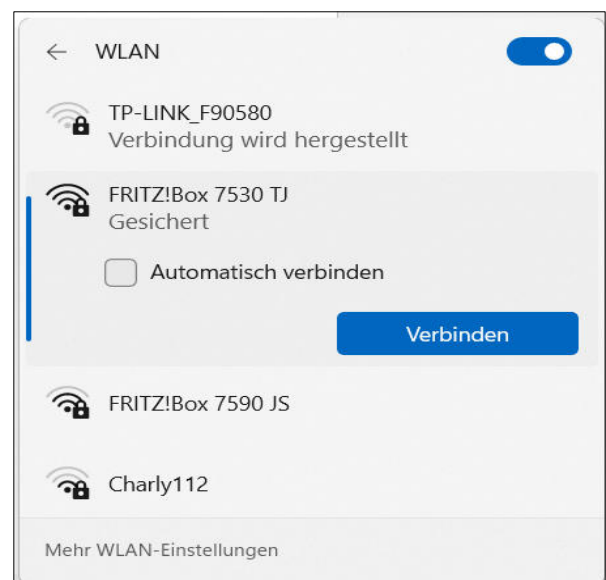 WLAN
TP-LINK_F90580
Verbindung wird hergestellt
FRITZ!Box 7530 TJ
Gesichert
Automatisch verbinden
Verbinden
FRITZ!Box 7590 JS
Charly112
Mehr WLAN-Einstellungen